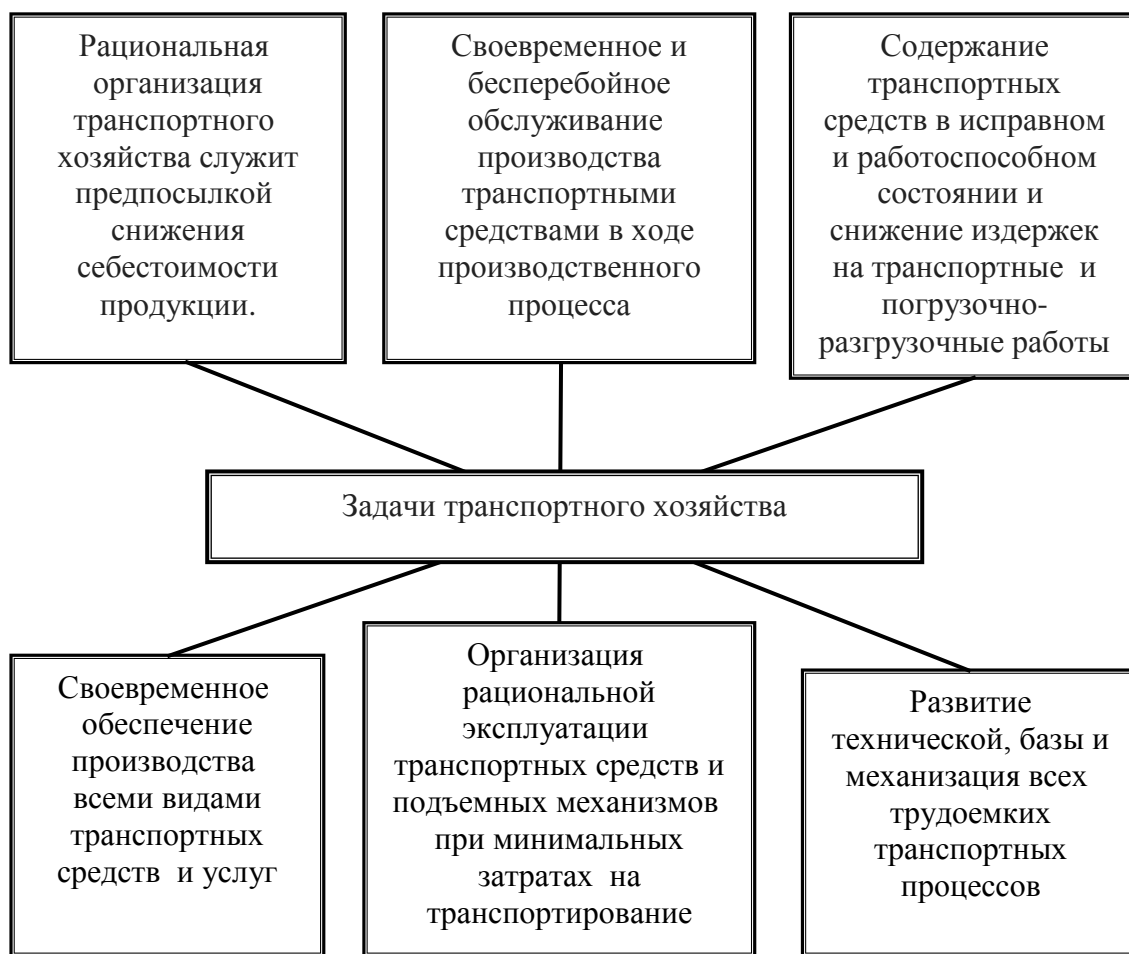 Рациональная
организация
транспортного
хозяйства служит
предпосылкой
снижения
себестоимости
продукции.
Своевременное и
бесперебойное
обслуживание
производства
транспортными
средствами в ходе
производственного
процесса
Содержание
транспортных
средств в исправном
и работоспособном
состоянии и
снижение издержек
на транспортные и
погрузочно-
разгрузочные работы
Задачи транспортного хозяйства
Своевременное
обеспечение
производства
всеми видами
транспортных
средств и услуг
Организация
рациональной
эксплуатации
транспортных средств и
подъемных механизмов
при минимальных
затратах на
транспортирование
Развитие
технической, базы и
механизация всех
трудоемких
транспортных
процессов